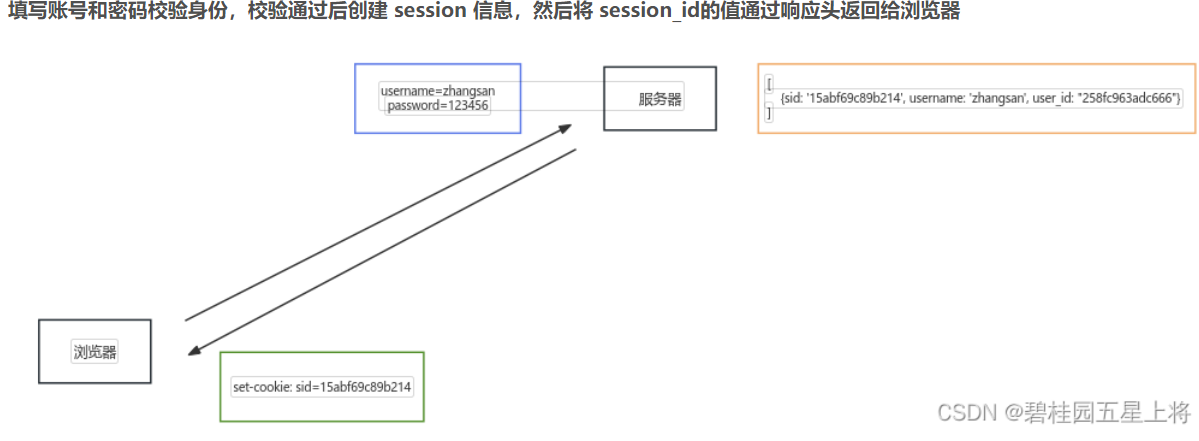 填写账号和密码校验身份，校验通过后创建 session 信息，然后将 session_id的值通过响应头返回给浏览器
username=zhangsan
password=123456
服务器
[
{sid: '15abf69c89b214', username: 'zhangsan', user_id: "258fc963adc666"}
]
浏览器
set-cookie: sid=15abf69c89b214
CSDN @碧桂园五星上将